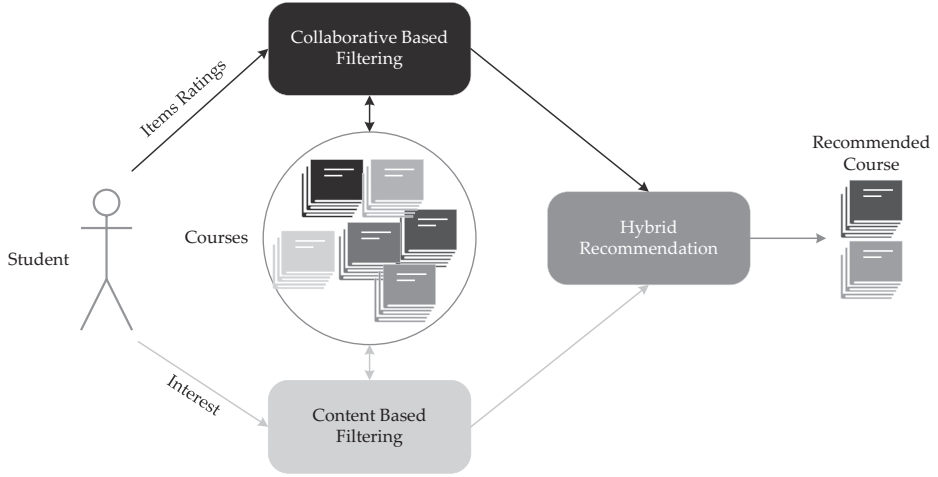 Collaborative Based
Filtering
Items Ratings
Recommended
Course
Student
Courses
Hybrid
Recommendation
Interest
Content Based
Filtering